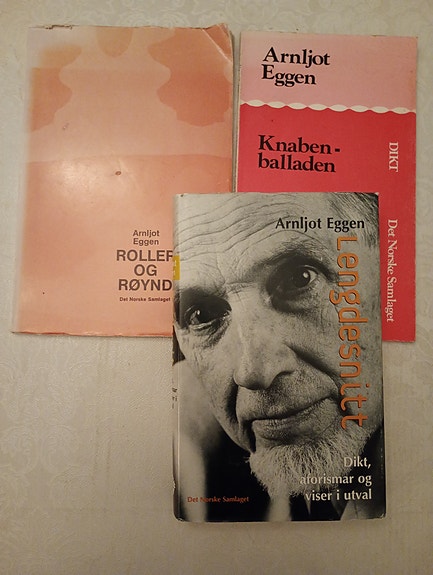 Arnljot
Eggen
ROLLER
OG
RØYND
Det Norske Samlaget
Arnljot
Eggen
Knaben-
balladen
DIKT
Det Norske Samlaget
Arnljot Eggen
Lengdesnitt
Dikt,
aforismar og
viser i utval
Det Norske Samlaget